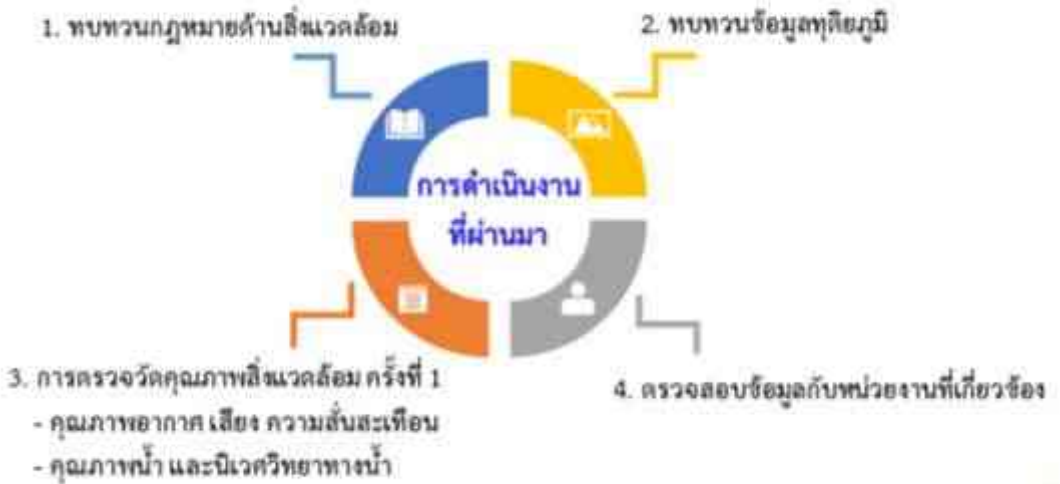 1. ทบทวนกฎหมายด้านสิ่งแวดล้อม
2. ทบทวนข้อมูลทุติยภูมิ
การดำเนินงาน
ที่ผ่านมา
3. การตรวจวัดคุณภาพสิ่งแวดล้อม ครั้งที่ 1
- คุณภาพอากาศ เสียง ความสั่นสะเทือน
- คุณภาพน้ำ และนิเวศวิทยาทางน้ำ
4. ตรวจสอบข้อมูลกับหน่วยงานที่เกี่ยวข้อง